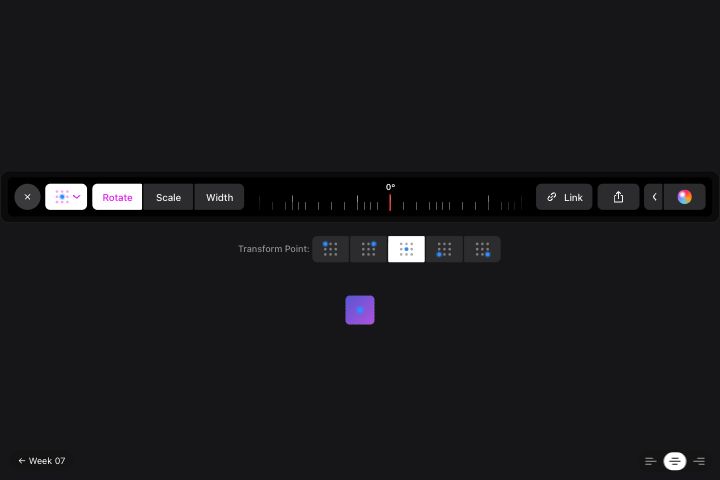 0°
Rotate
Scale
Width
Link
Transform Point:
← Week 07